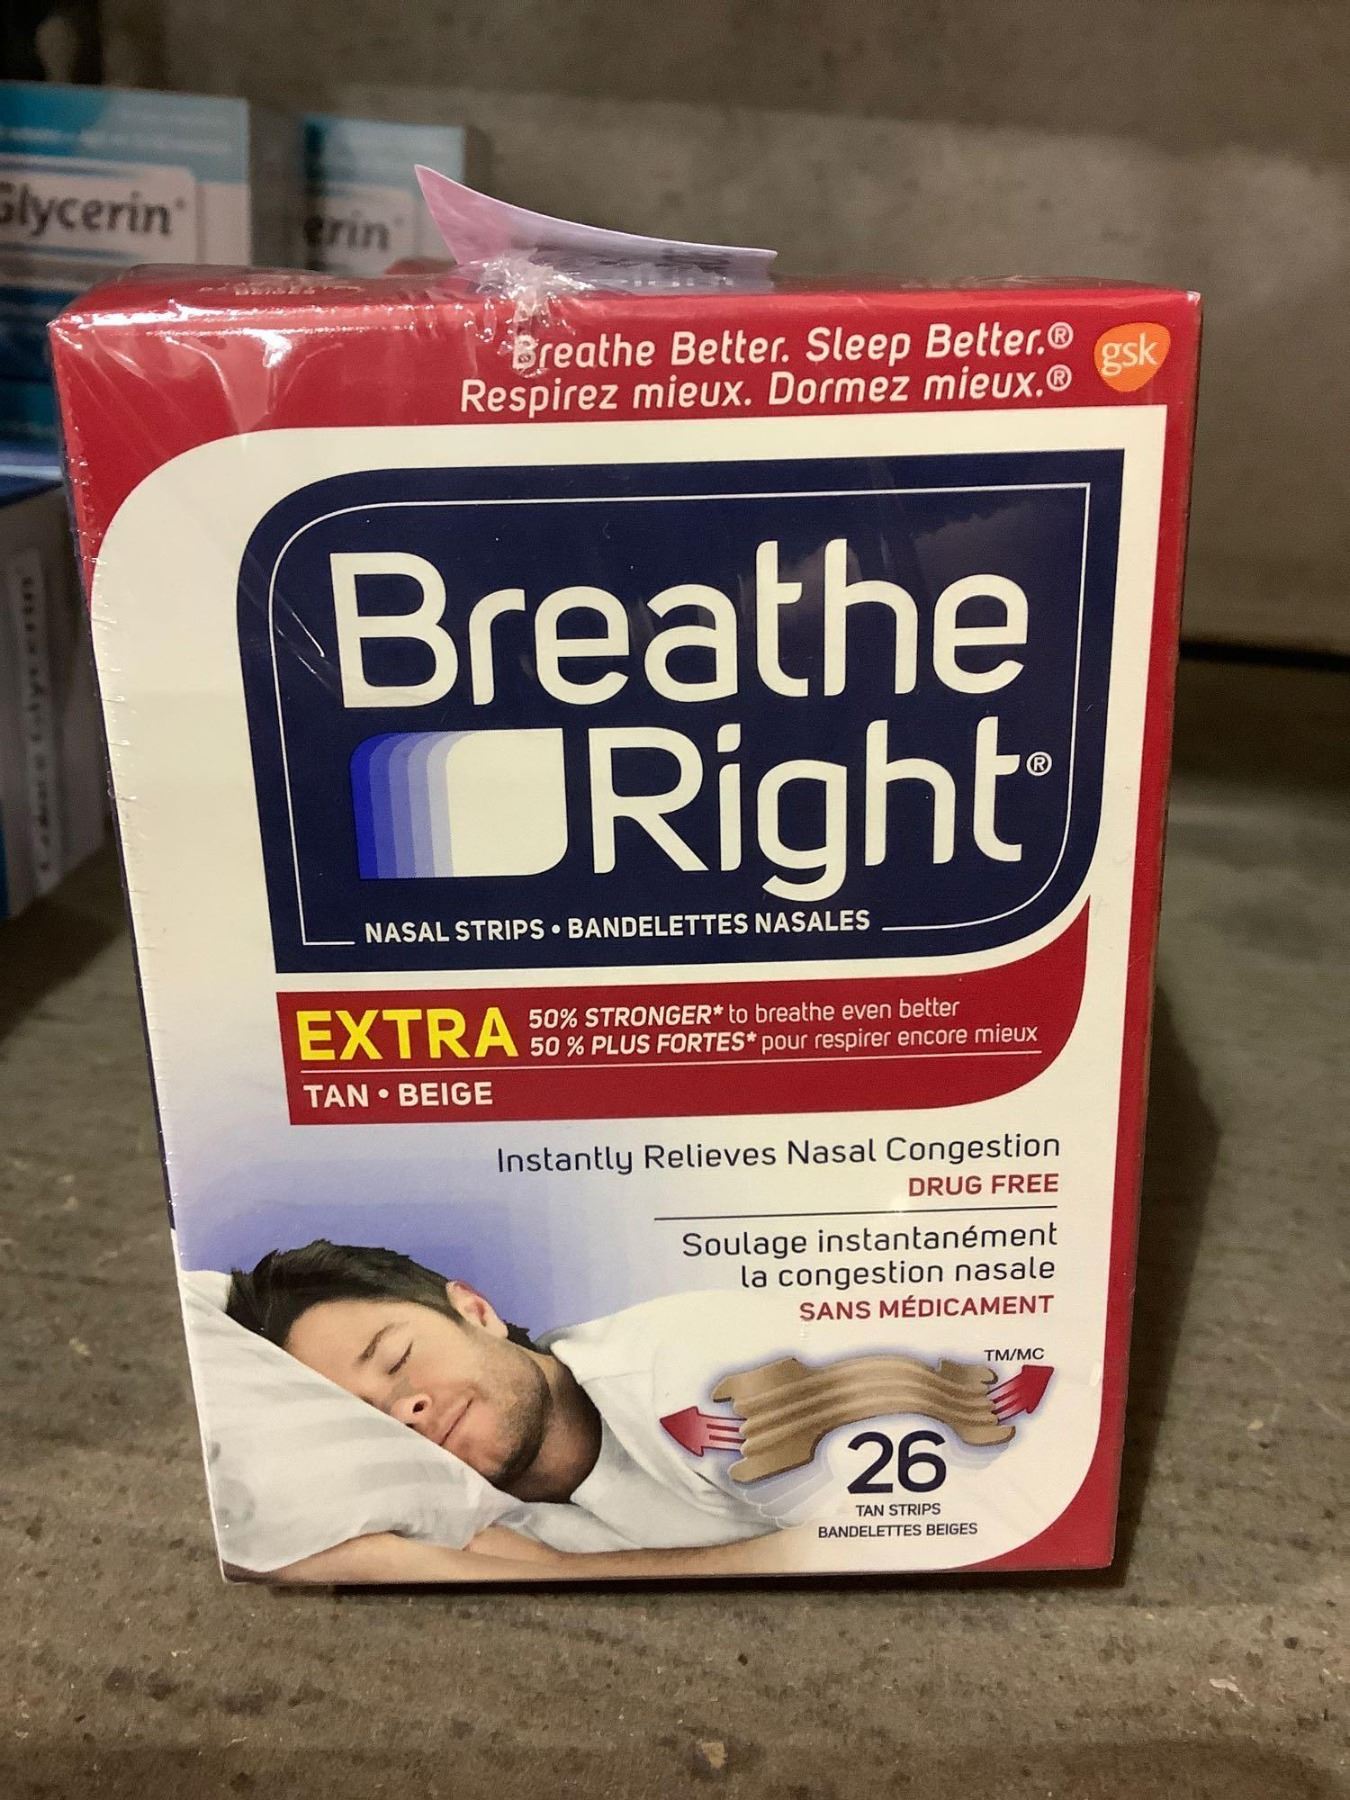 Glycerin
erin
Breathe Better. Sleep Better.®
Respirez mieux. Dormez mieux.®
gsk
Breathe
Right®
NASAL STRIPS • BANDELETTES NASALES
EXTRA
50% STRONGER* to breathe even better
50 % PLUS FORTES* pour respirer encore mieux
TAN • BEIGE
Instantly Relieves Nasal Congestion
DRUG FREE
Soulage instantanément
la congestion nasale
SANS MÉDICAMENT
TM/MC
26
TAN STRIPS
BANDELETTES BEIGES